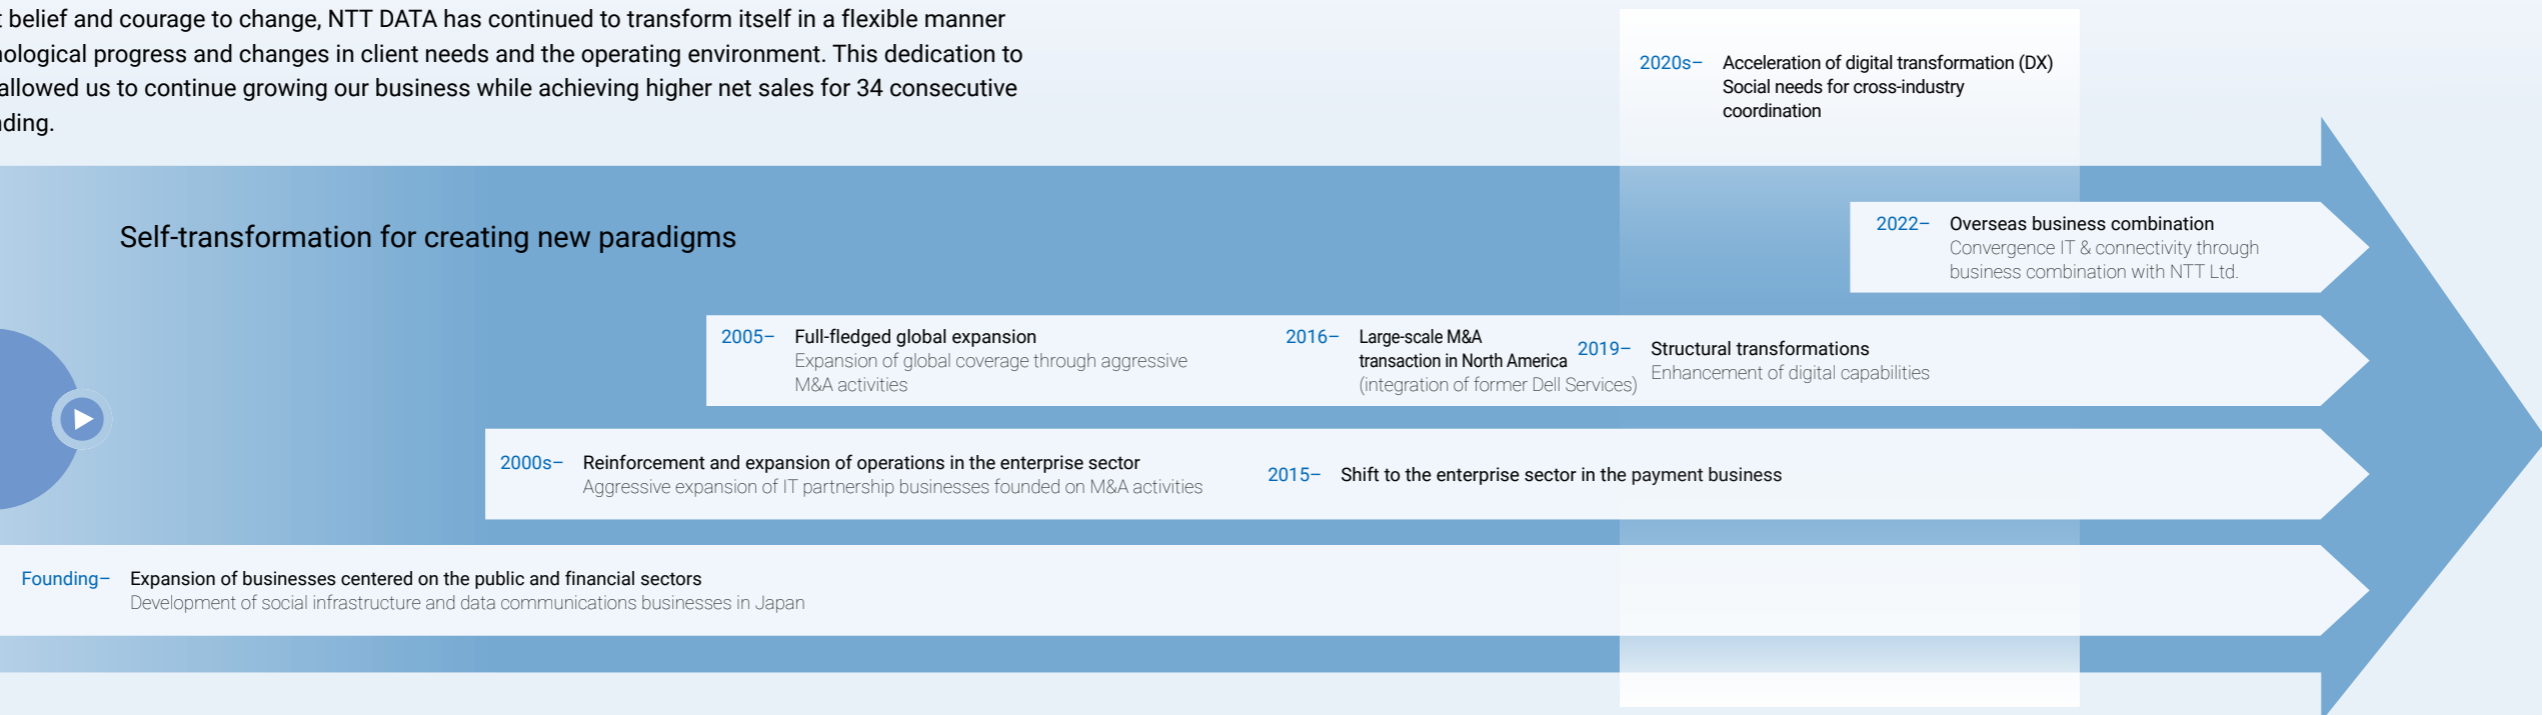 belief and courage to change, NTT DATA has continued to transform itself in a flexible manner
progress and changes in client needs and the operating environment. This dedication to
allowed us to continue growing our business while achieving higher net sales for 34 consecutive
2020s– Acceleration of digital transformation (DX)
Social needs for cross-industry
coordination
Self-transformation for creating new paradigms
2022– Overseas business combination
Convergence IT & connectivity through
business combination with NTT Ltd.
2005– Full-fledged global expansion
Expansion of global coverage through aggressive
M&A activities
2016– Large-scale M&A
transaction in North America
(integration of former Dell Services)
2019– Structural transformations
Enhancement of digital capabilities
2000s– Reinforcement and expansion of operations in the enterprise sector
Aggressive expansion of IT partnership businesses founded on M&A activities
2015– Shift to the enterprise sector in the payment business
Founding– Expansion of businesses centered on the public and financial sectors
Development of social infrastructure and data communications businesses in Japan